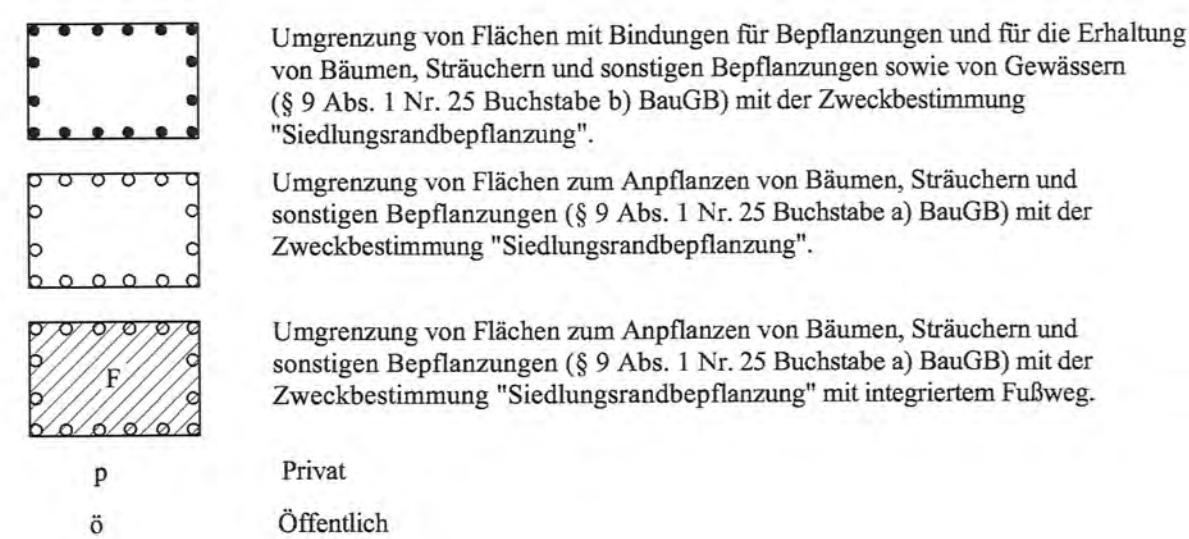 Umgrenzung von Flächen mit Bindungen für Bepflanzungen und für die Erhaltung
von Bäumen, Sträuchern und sonstigen Bepflanzungen sowie von Gewässern
(§ 9 Abs. 1 Nr. 25 Buchstabe b) BauGB) mit der Zweckbestimmung
"Siedlungsrandbepflanzung".
Umgrenzung von Flächen zum Anpflanzen von Bäumen, Sträuchern und
sonstigen Bepflanzungen (§ 9 Abs. 1 Nr. 25 Buchstabe a) BauGB) mit der
Zweckbestimmung "Siedlungsrandbepflanzung".
F
Umgrenzung von Flächen zum Anpflanzen von Bäumen, Sträuchern und
sonstigen Bepflanzungen (§ 9 Abs. 1 Nr. 25 Buchstabe a) BauGB) mit der
Zweckbestimmung "Siedlungsrandbepflanzung" mit integriertem Fußweg.
p Privat
ö Öffentlich